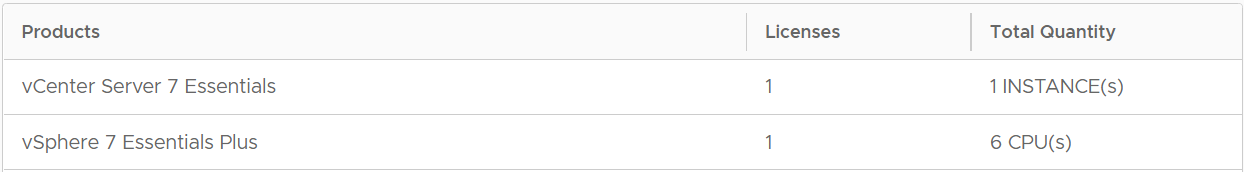 Products Licenses Total Quantity
vCenter Server 7 Essentials 1 1 INSTANCE(s)
vSphere 7 Essentials Plus 1 6 CPU(s)